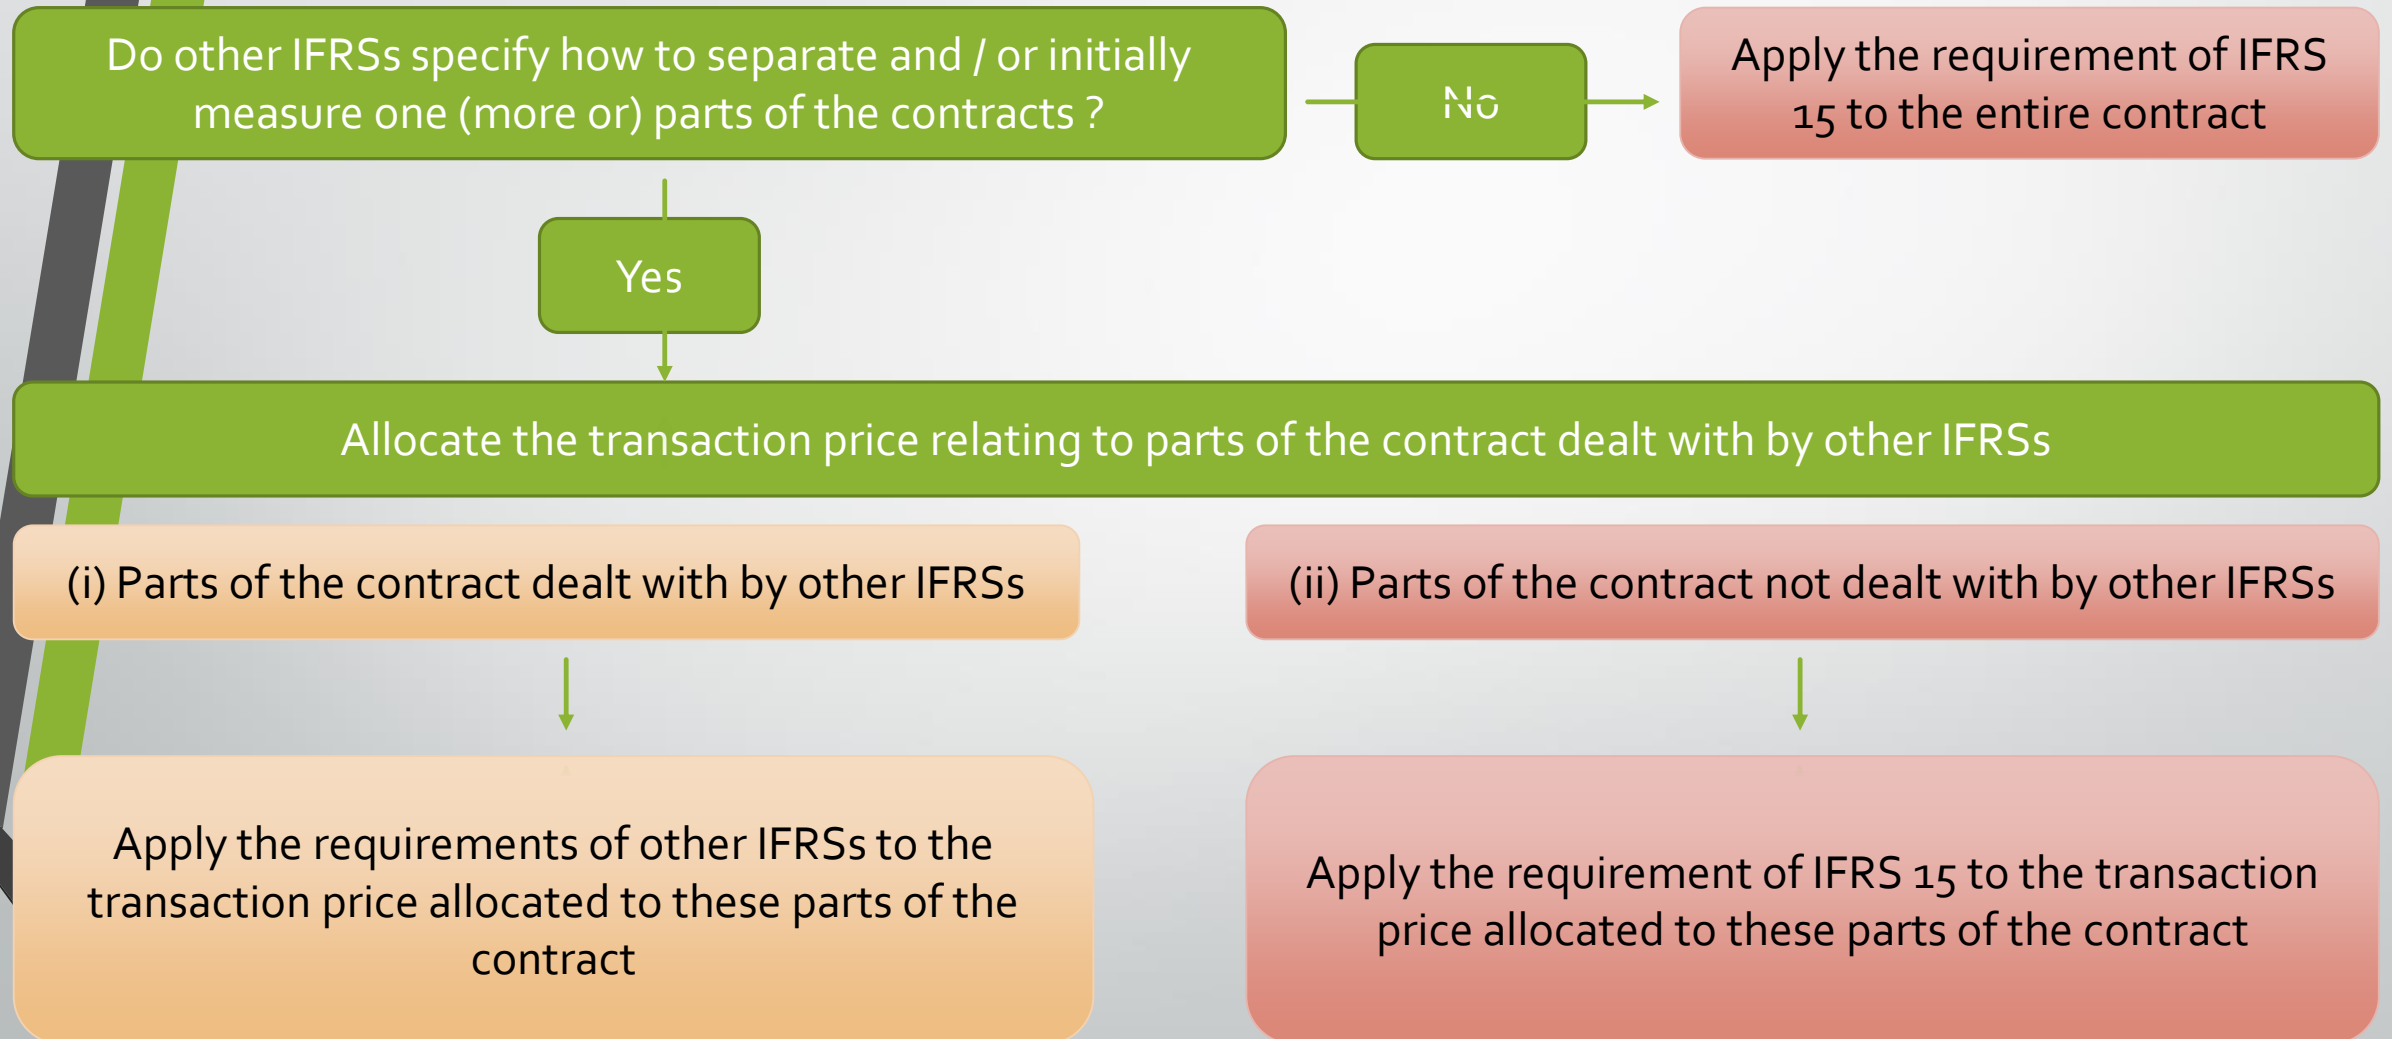 Do other IFRSs specify how to separate and / or initially
measure one (more or) parts of the contracts ?
No
Apply the requirement of IFRS
15 to the entire contract
Yes
Allocate the transaction price relating to parts of the contract dealt with by other IFRSs
(i) Parts of the contract dealt with by other IFRSs
(ii) Parts of the contract not dealt with by other IFRSs
Apply the requirements of other IFRSs to the
transaction price allocated to these parts of the
contract
Apply the requirement of IFRS 15 to the transaction
price allocated to these parts of the contract